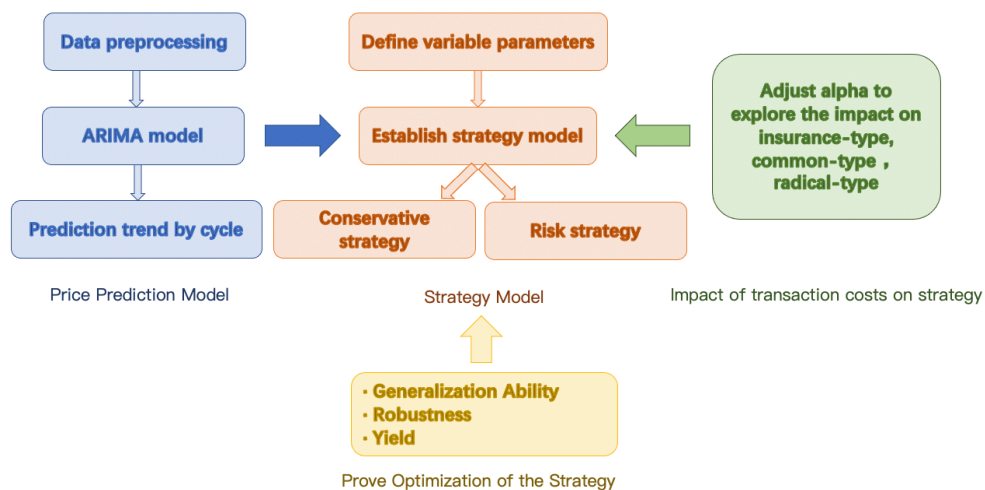 Data preprocessing
ARIMA model
Prediction trend by cycle
Price Prediction Model
Define variable parameters
Establish strategy model
Conservative
strategy
Risk strategy
Strategy Model
Adjust alpha to
explore the impact on
insurance-type,
common-type ，
radical-type
Impact of transaction costs on strategy
· Generalization Ability
· Robustness
· Yield
Prove Optimization of the Strategy